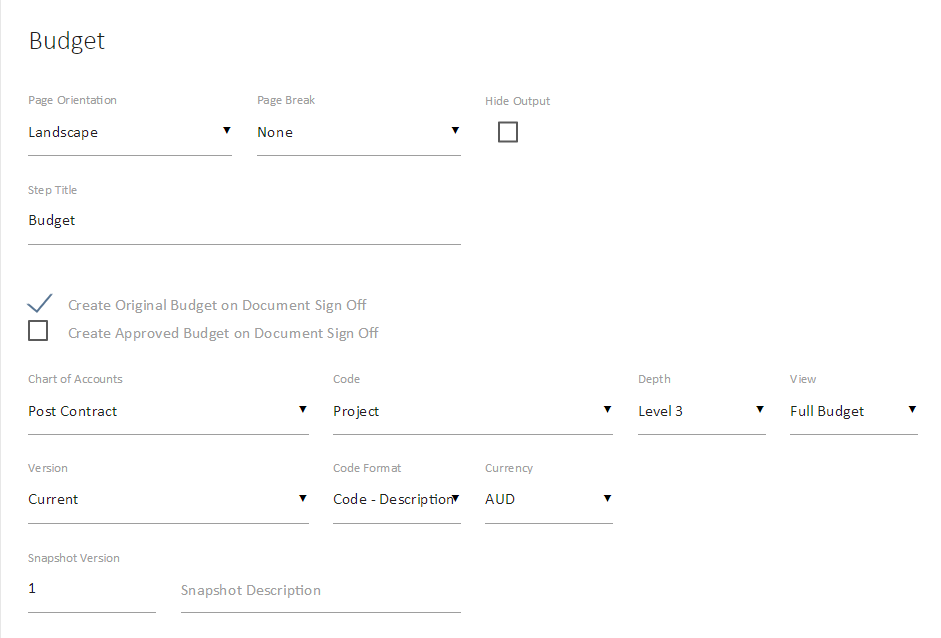 Budget
Page Orientation Page Break Hide Output
Landscape None
Step Title
Budget
Create Original Budget on Document Sign Off
Create Approved Budget on Document Sign Off
Chart of Accounts Code Depth View
Post Contract Project Level 3 Full Budget
Version Code Format Currency
Current Code - Description AUD
Snapshot Version
1 Snapshot Description